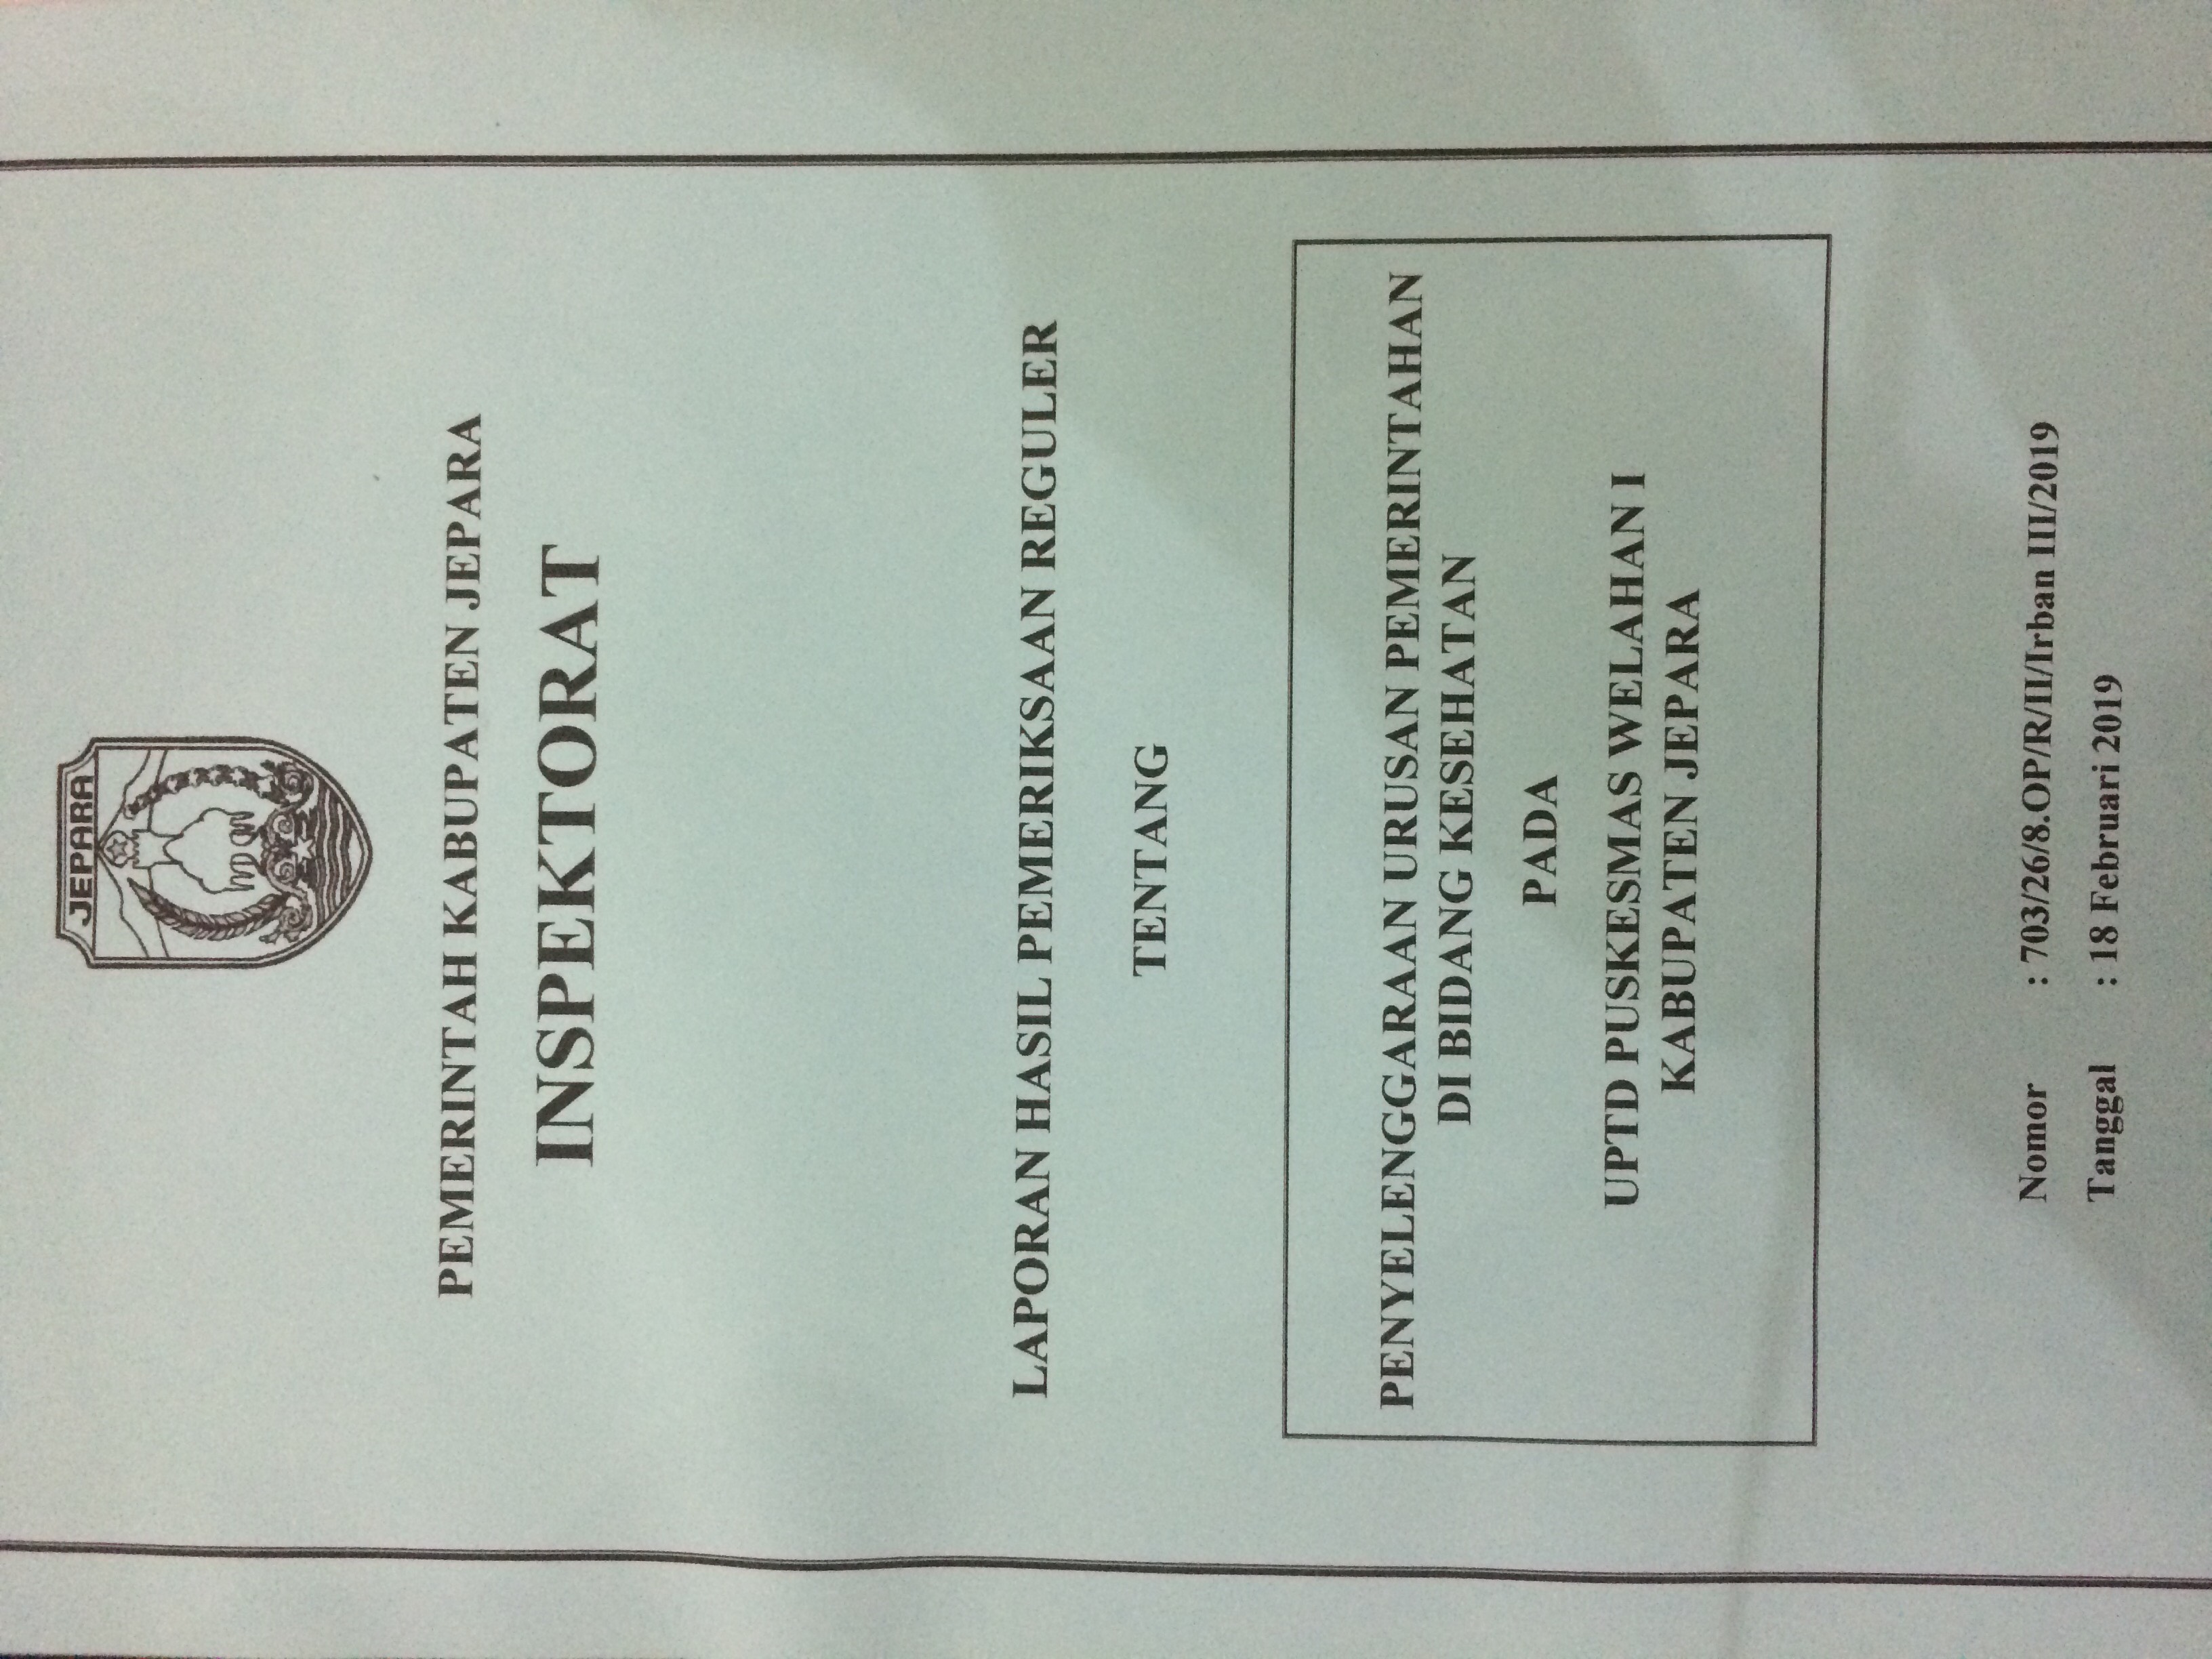 JEPARA
PEMERINTAH KABUPATEN JEPARA
INSPEKTORAT
LAPORAN HASIL PEMERIKSAAN REGULER
TENTANG
PENYELENGGARAAN URUSAN PEMERINTAHAN
DI BIDANG KESEHATAN
PADA
UPTD PUSKESMAS WELAHAN I
KABUPATEN JEPARA
Nomor : 703/26/8.OP/R/II/Irban III/2019
Tanggal : 18 Februari 2019